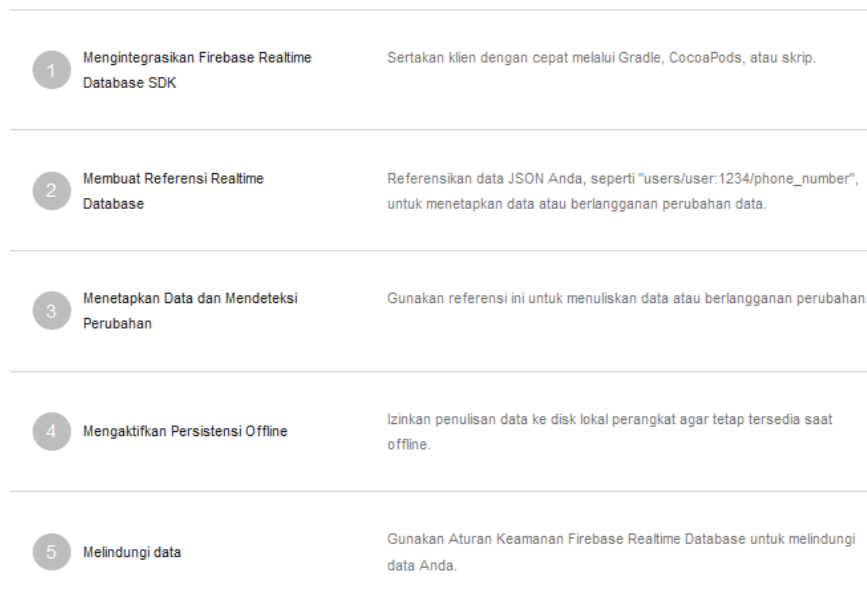 1
Mengintegrasikan Firebase Realtime
Database SDK
Sertakan klien dengan cepat melalui Gradle, CocoaPods, atau skrip.
2
Membuat Referensi Realtime
Database
Referensikan data JSON Anda, seperti "users/user:1234/phone_number",
untuk menetapkan data atau berlangganan perubahan data.
3
Menetapkan Data dan Mendeteksi
Perubahan
Gunakan referensi ini untuk menuliskan data atau berlangganan perubahan.
4
Mengaktifkan Persistensi Offline
Izinkan penulisan data ke disk lokal perangkat agar tetap tersedia saat
offline.
5
Melindungi data
Gunakan Aturan Keamanan Firebase Realtime Database untuk melindungi
data Anda.